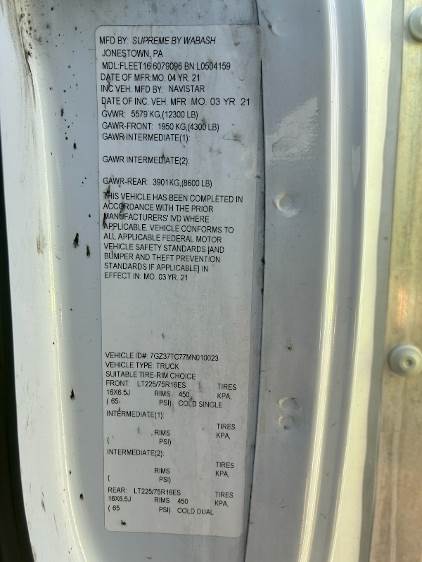 MFD BY: SUPREME BY WABASH
JONESTOWN, PA
MDL:FLEET16:6079096 BN L0504159
DATE OF MFR MO. 04 YR. 21
INC VEH. MFD BY: NAVISTAR
DATE OF INC. VEH. MFR MO. 03 YR. 21
GVWR: 5579 KG,(12300 LB)
GAWR-FRONT: 1950 KG,(4300 LB)
GAWR-INTERMEDIATE(1):
GAWR INTERMEDIATE(2):
GAWR-REAR: 3901KG,(8600 LB)
THIS VEHICLE HAS BEEN COMPLETED IN
ACCORDANCE WITH THE PRIOR
MANUFACTURERS' IVD WHERE
APPLICABLE. VEHICLE CONFORMS TO
ALL APPLICABLE FEDERAL MOTOR
VEHICLE SAFETY STANDARDS [AND
BUMPER AND THEFT PREVENTION
STANDARDS IF APPLICABLE] IN
EFFECT IN: MO. 03 YR. 21
VEHICLE ID# 7GZ37TC77MN010023
VEHICLE TYPE: TRUCK
SUITABLE TIRE-RIM CHOICE
FRONT: LT225/75R16ES TIRES
16X6.5J RIMS 450 KPA,
( 65 PSI) COLD SINGLE
INTERMEDIATE(1): TIRES
RIMS KPA,
( PSI)
INTERMEDIATE(2): TIRES
RIMS KPA,
( PSI)
REAR: LT225/75R16ES TIRES
16X6.5J RIMS 450 KPA,
( 65 PSI) COLD DUAL